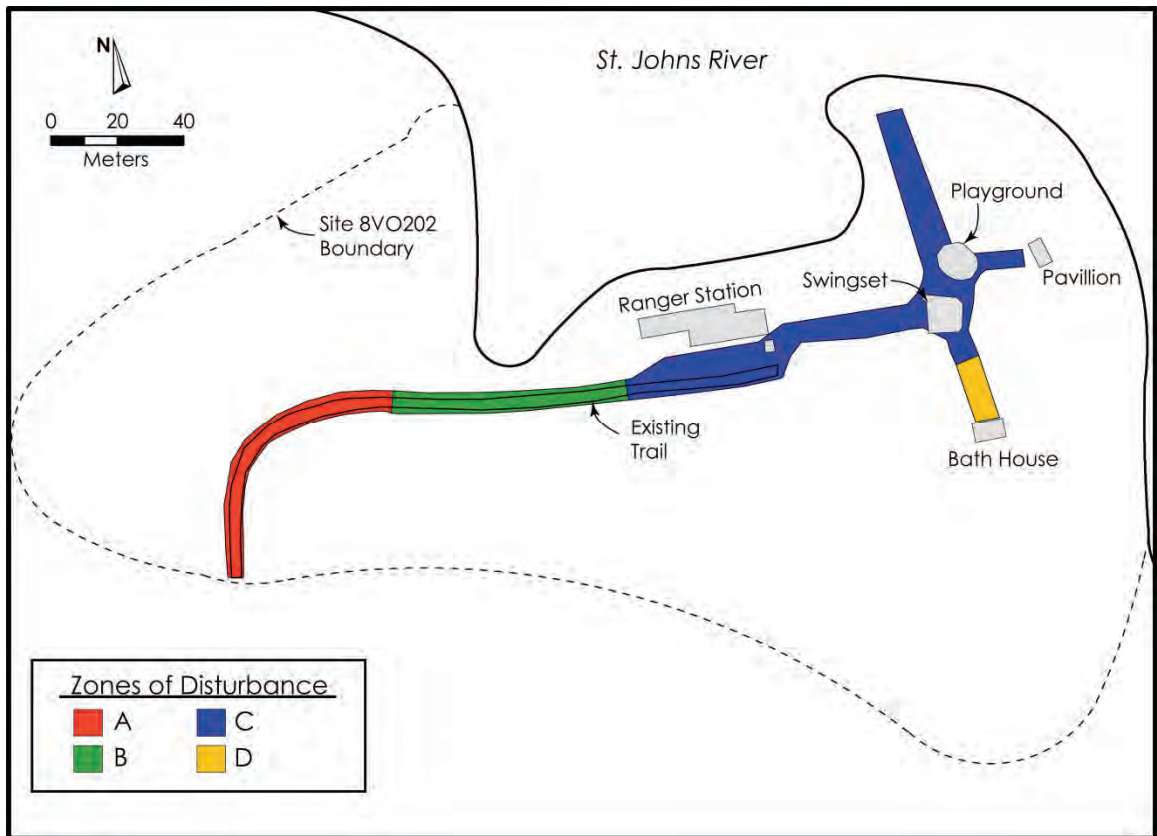 St. Johns River
N
0 20 40
Meters
Site 8VO202
Boundary
Playground
Pavillion
Swingset
Ranger Station
Existing
Trail
Bath House
Zones of Disturbance
A C
B D